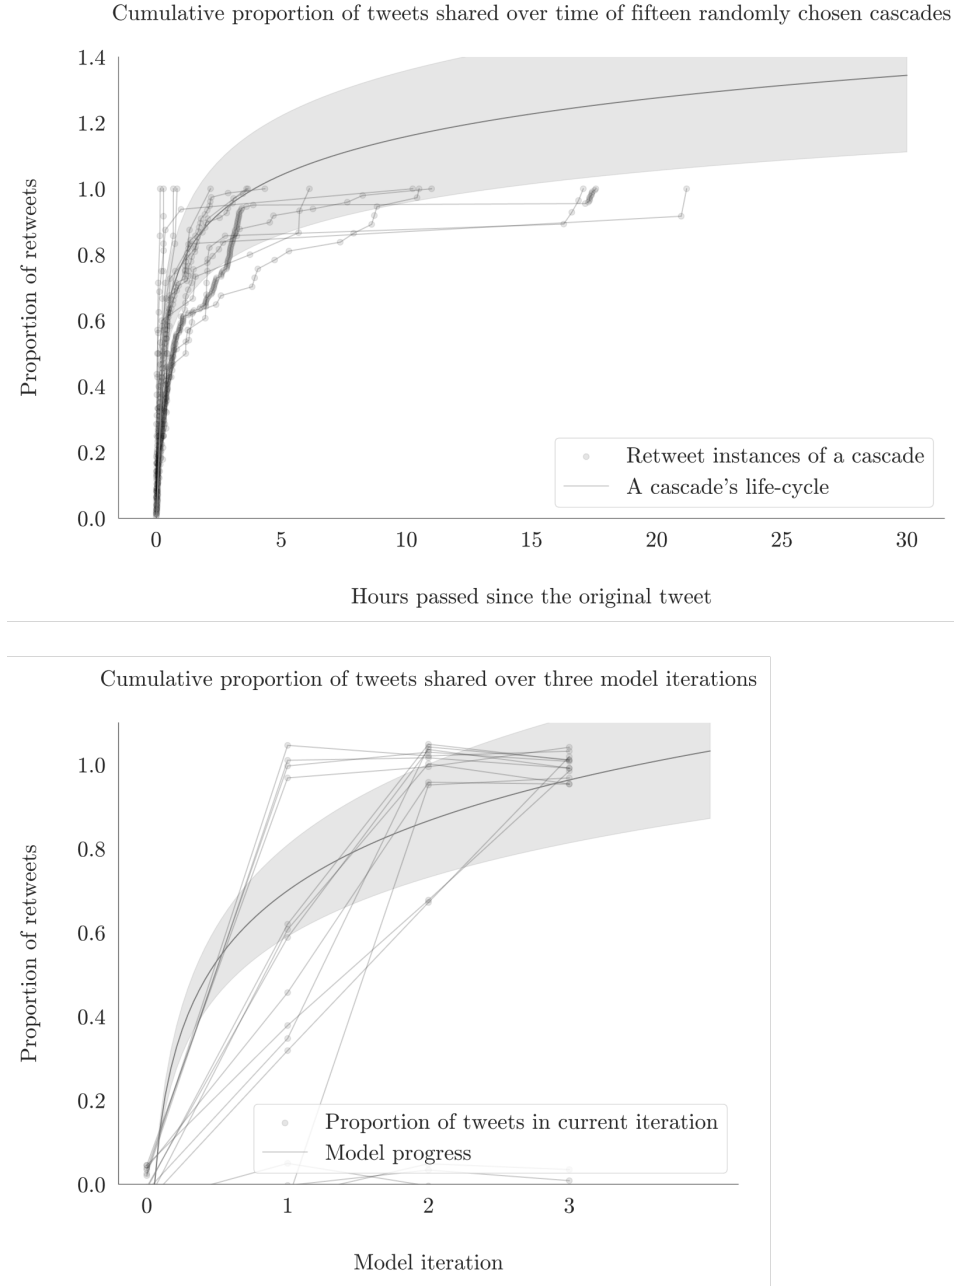 Cumulative proportion of tweets shared over time of fifteen randomly chosen cascades
1.4
1.2
1.0
0.8
0.6
0.4
0.2
0.0
Proportion of retweets
Retweet instances of a cascade
A cascade's life-cycle
0 5 10 15 20 25 30
Hours passed since the original tweet
Cumulative proportion of tweets shared over three model iterations
1.0
0.8
0.6
0.4
0.2
0.0
Proportion of retweets
Proportion of tweets in current iteration
Model progress
0 1 2 3
Model iteration